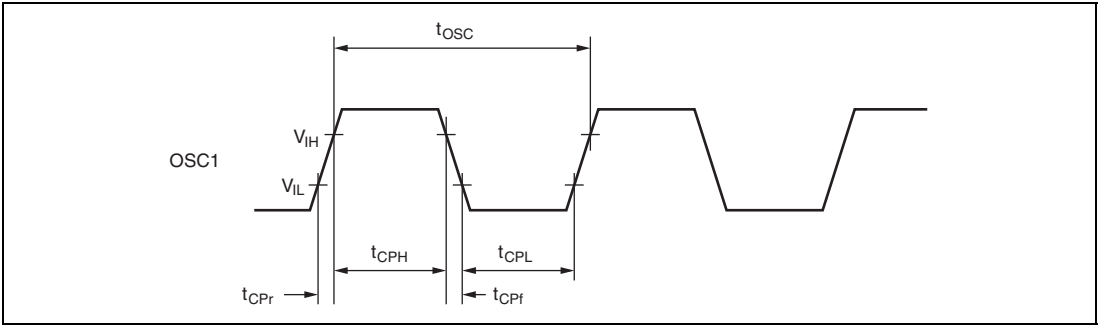 tOSC
VIH
OSC1
VIL
tCPH
tCPL
tCPr
tCPf